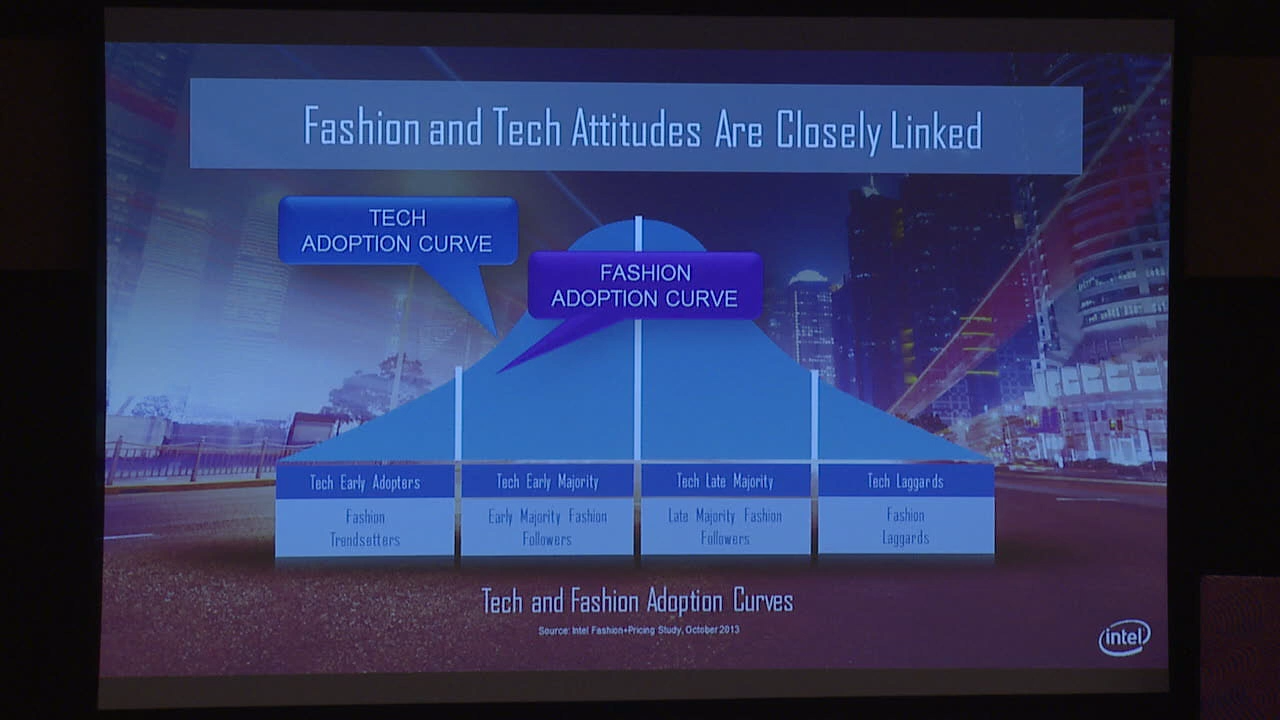 Fashion and Tech Attitudes Are Closely Linked
TECH
ADOPTION CURVE
FASHION
ADOPTION CURVE
Tech Early Adopters
Tech Early Majority
Tech Late Majority
Tech Laggards
Fashion
Trendsetters
Early Majority Fashion
Followers
Late Majority Fashion
Followers
Fashion
Laggards
Tech and Fashion Adoption Curves
Source: Intel Fashion+Pricing Study, October 2013
intel